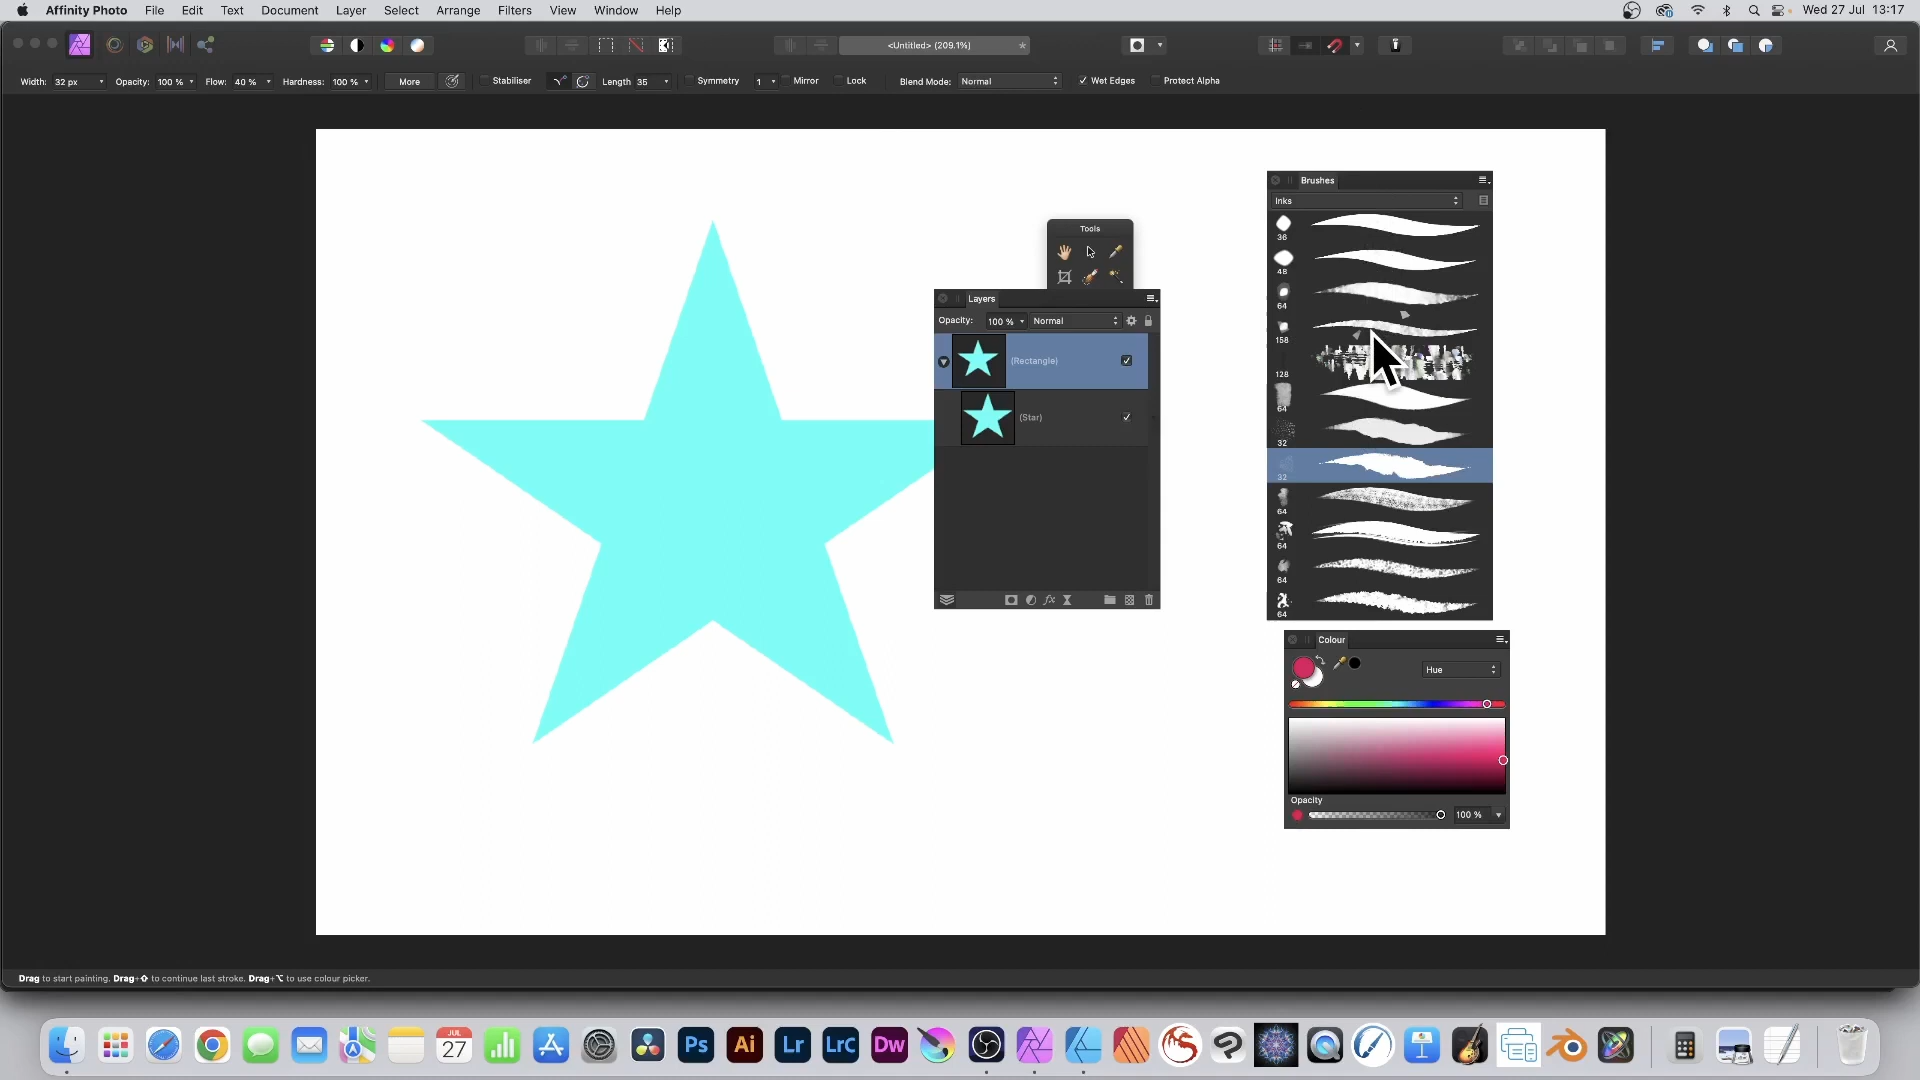 Affinity Photo File Edit Text Document Layer Select Arrange Filters View Window Help Wed 27 Jul 13:17
<Untitled> (209.1%)
Width: 32 px Opacity: 100 % Flow: 40 % Hardness: 100 % More Stabiliser Length 35 Symmetry 1 Mirror Lock Blend Mode: Normal Wet Edges Protect Alpha
Brushes
Inks
36
48
64
158
128
64
32
32
64
64
64
64
Tools
Layers
Opacity: 100 % Normal
(Rectangle)
(Star)
fx
Colour
Hue
Opacity
100 %
Drag to start painting. Drag+⇧ to continue last stroke. Drag+⌥ to use colour picker.
JUL
27
Ps
Ai
Lr
LrC
Dw